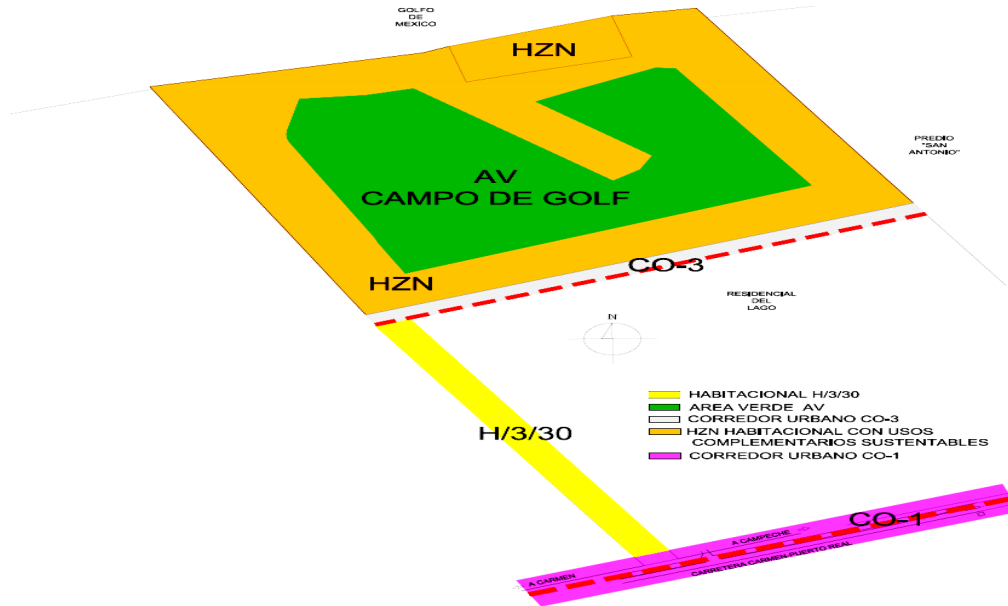 GOLFO
DE
MEXICO
HZN
AV
CAMPO DE GOLF
PREDIO
"SAN
ANTONIO"
HZN
CO-3
RESIDENCIAL
DEL
LAGO
N
HABITACIONAL H/3/30
AREA VERDE AV
CORREDOR URBANO CO-3
HZN HABITACIONAL CON USOS
COMPLEMENTARIOS SUSTENTABLES
CORREDOR URBANO CO-1
H/3/30
CO-1
A CAMPECHE
A CARMEN
CARRETERA CARMEN-PUERTO REAL